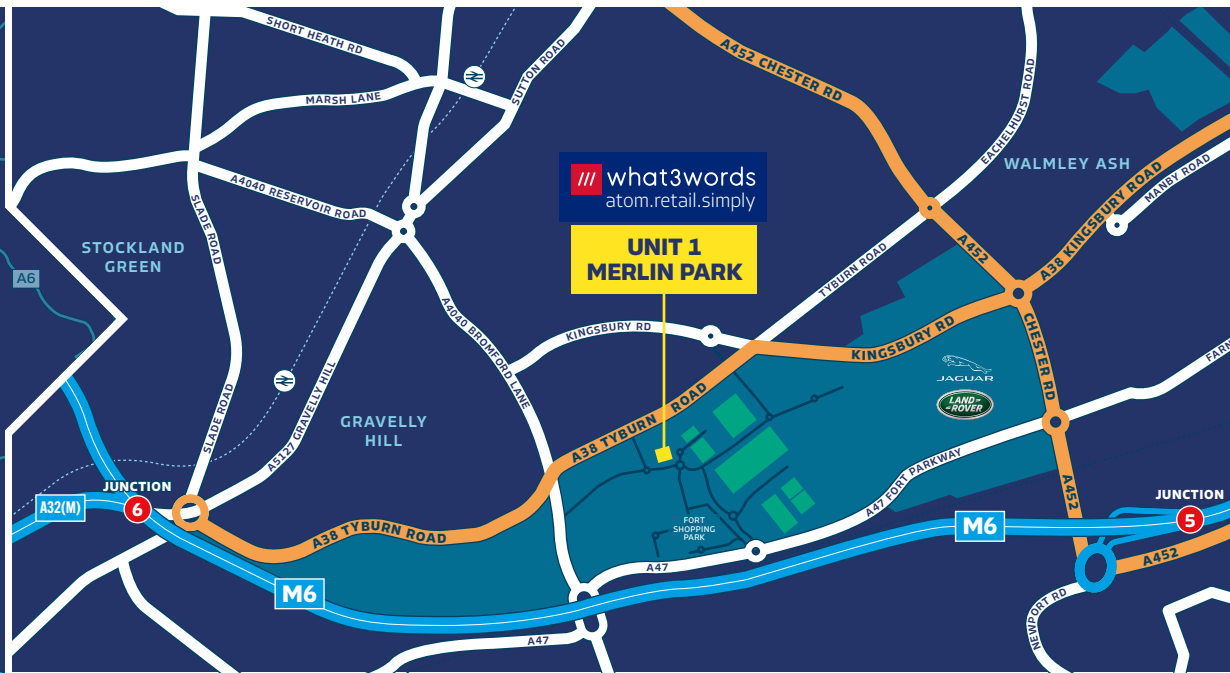 SHORT HEATH RD
MARSH LANE
SUTTON ROAD
A452 CHESTER RD
EACHELHURST ROAD
WALMLEY ASH
MANBY ROAD
A38 KINGSBURY ROAD
what3words
atom.retail.simply
UNIT 1
MERLIN PARK
A4040 RESERVOIR ROAD
SLADE ROAD
STOCKLAND
GREEN
A6
A452
TYBURN ROAD
A4040 BROMFORD LANE
KINGSBURY RD
KINGSBURY RD
CHESTER RD
JAGUAR
LAND-
-ROVER
FARN
SLADE ROAD
A5127 GRAVELLY HILL
GRAVELLY
HILL
A38 TYBURN ROAD
A47 FORT PARKWAY
A452
JUNCTION
6
A32(M)
JUNCTION
5
A38 TYBURN ROAD
FORT
SHOPPING
PARK
M6
A47
A452
M6
NEWPORT RD
A47